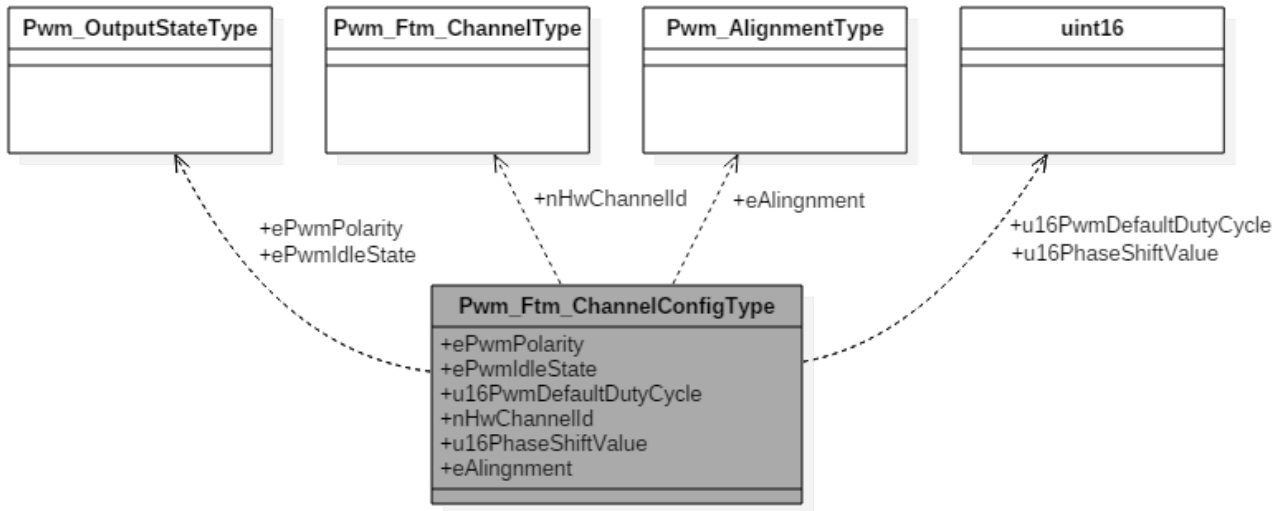 Pwm_OutputStateType
Pwm_Ftm_ChannelType
Pwm_AlignmentType
uint16
+nHwChannelId
+eAlingnment
+ePwmPolarity
+ePwmIdleState
+u16PwmDefaultDutyCycle
+u16PhaseShiftValue
Pwm_Ftm_ChannelConfigType
+ePwmPolarity
+ePwmIdleState
+u16PwmDefaultDutyCycle
+nHwChannelId
+u16PhaseShiftValue
+eAlingnment